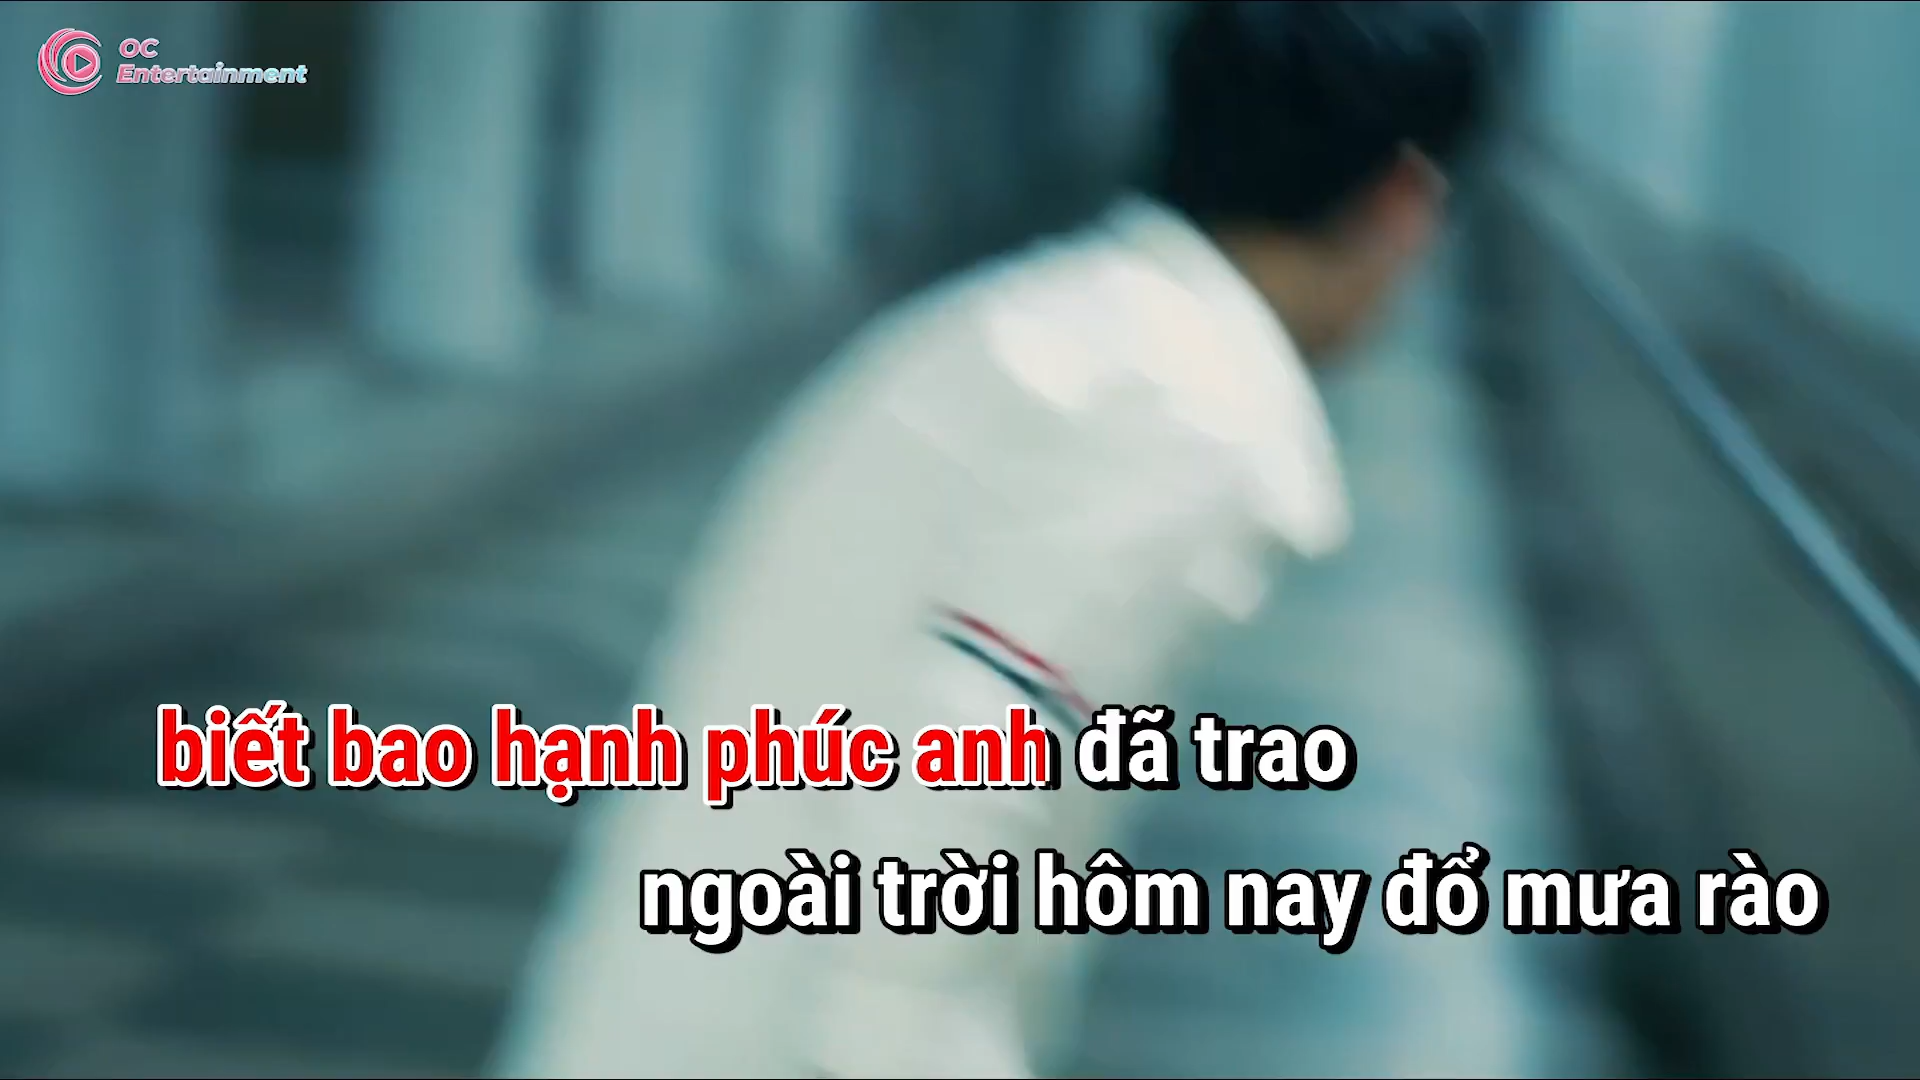 OC
Entertainment
biết bao hạnh phúc anh đã trao
ngoài trời hôm nay đổ mưa rào